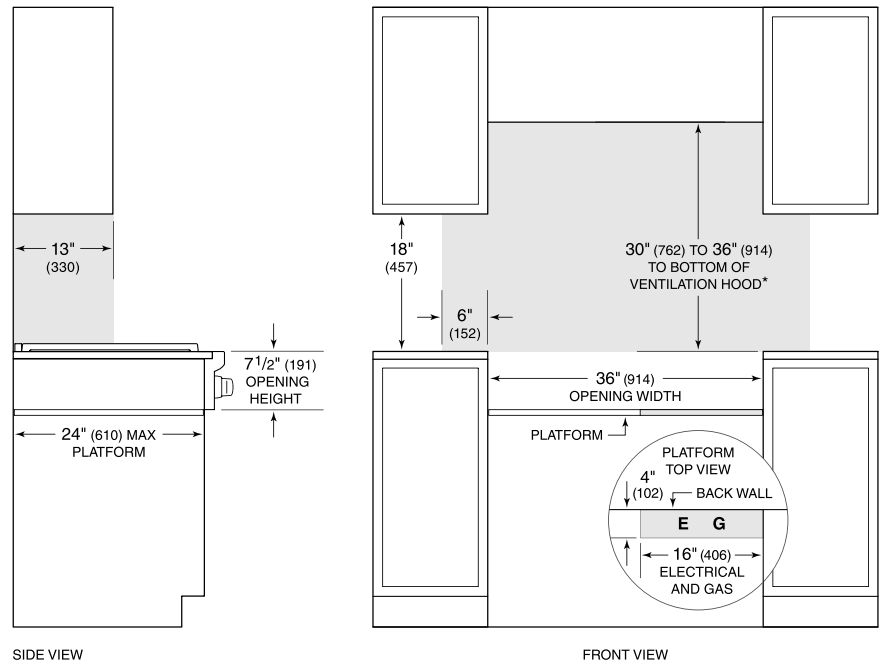 13"
(330)
7 1/2" (191)
OPENING
HEIGHT
24" (610) MAX
PLATFORM
SIDE VIEW
18"
(457)
30" (762) TO 36" (914)
TO BOTTOM OF
VENTILATION HOOD*
6"
(152)
36" (914)
OPENING WIDTH
PLATFORM
PLATFORM
TOP VIEW
4"
(102)
BACK WALL
E G
16" (406)
ELECTRICAL
AND GAS
FRONT VIEW